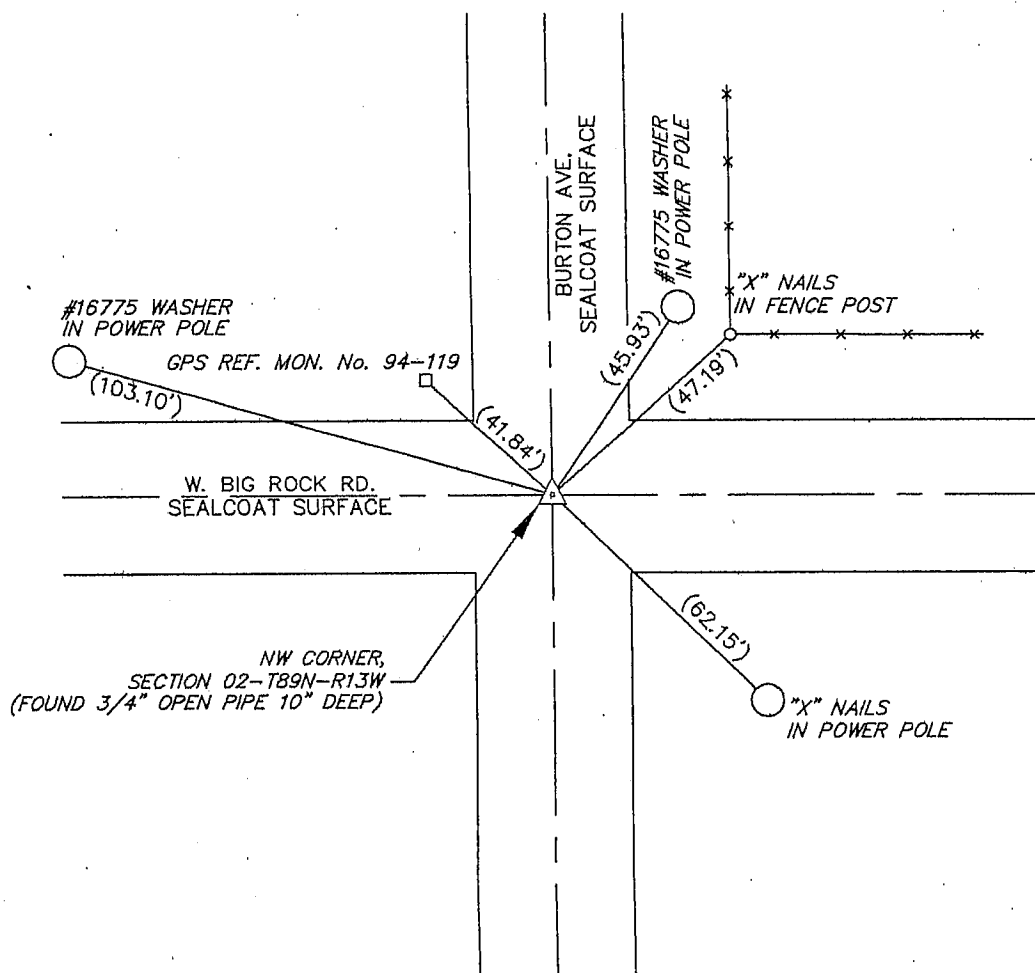 BURTON AVE.
SEALCOAT SURFACE
#16775 WASHER
IN POWER POLE
"X" NAILS
IN FENCE POST
#16775 WASHER
IN POWER POLE
GPS REF. MON. No. 94-119
(103.10')
(41.84')
(45.93')
(47.19')
W. BIG ROCK RD.
SEALCOAT SURFACE
(62.15')
NW CORNER,
SECTION 02-T89N-R13W
(FOUND 3/4" OPEN PIPE 10" DEEP)
"X" NAILS
IN POWER POLE